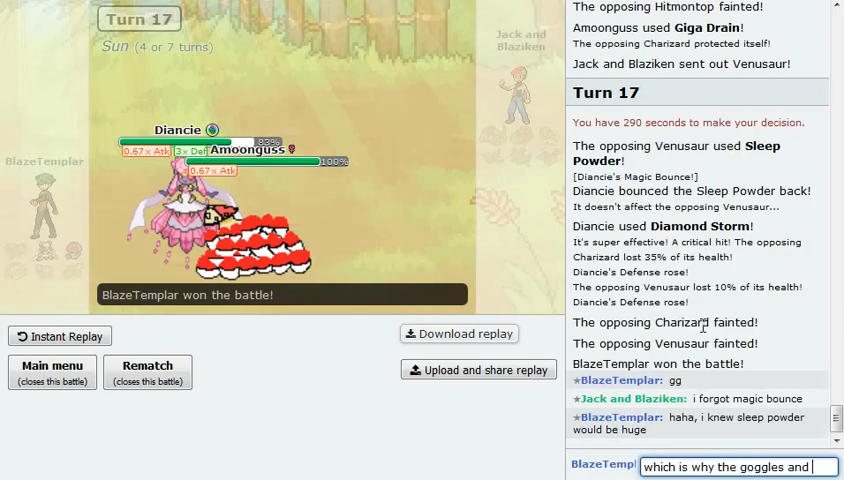 The opposing Hitmontop fainted!
Amoonguss used Giga Drain!
The opposing Charizard protected itself!
Jack and Blaziken sent out Venusaur!
Turn 17
You have 290 seconds to make your decision.
The opposing Venusaur used Sleep
Powder!
[Diancie's Magic Bounce!]
Diancie bounced the Sleep Powder back!
It doesn't affect the opposing Venusaur...
Diancie used Diamond Storm!
It's super effective! A critical hit! The opposing
Charizard lost 35% of its health!
Diancie's Defense rose!
The opposing Venusaur lost 10% of its health!
Diancie's Defense rose!
The opposing Charizard fainted!
The opposing Venusaur fainted!
BlazeTemplar won the battle!
★BlazeTemplar: gg
★Jack and Blaziken: i forgot magic bounce
★BlazeTemplar: haha, i knew sleep powder
would be huge
BlazeTempl
which is why the goggles and
Turn 17
Sun (4 or 7 turns)
Jack and
Blaziken
Diancie
83%
0.67× Atk 3× Def
Amoonguss
100%
0.67× Atk
BlazeTemplar
BlazeTemplar won the battle!
Instant Replay
Download replay
Main menu
(closes this battle)
Rematch
(closes this battle)
Upload and share replay